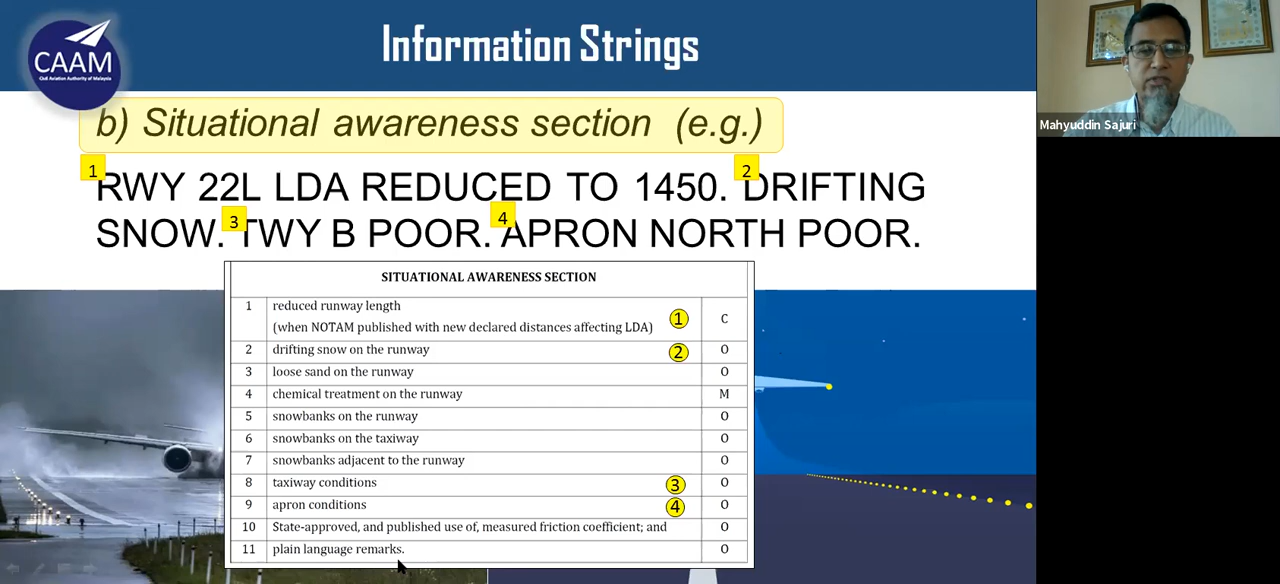 Information Strings
CAAM
Civil Aviation Authority of Malaysia
b) Situational awareness section (e.g.)
1 2
RWY 22L LDA REDUCED TO 1450. DRIFTING
3 4
SNOW. TWY B POOR. APRON NORTH POOR.
SITUATIONAL AWARENESS SECTION
1 reduced runway length
(when NOTAM published with new declared distances affecting LDA) 1 C
2 drifting snow on the runway 2 O
3 loose sand on the runway O
4 chemical treatment on the runway M
5 snowbanks on the runway O
6 snowbanks on the taxiway O
7 snowbanks adjacent to the runway O
8 taxiway conditions 3 O
9 apron conditions 4 O
10 State-approved, and published use of, measured friction coefficient; and O
11 plain language remarks. O
Mahyuddin Sajuri